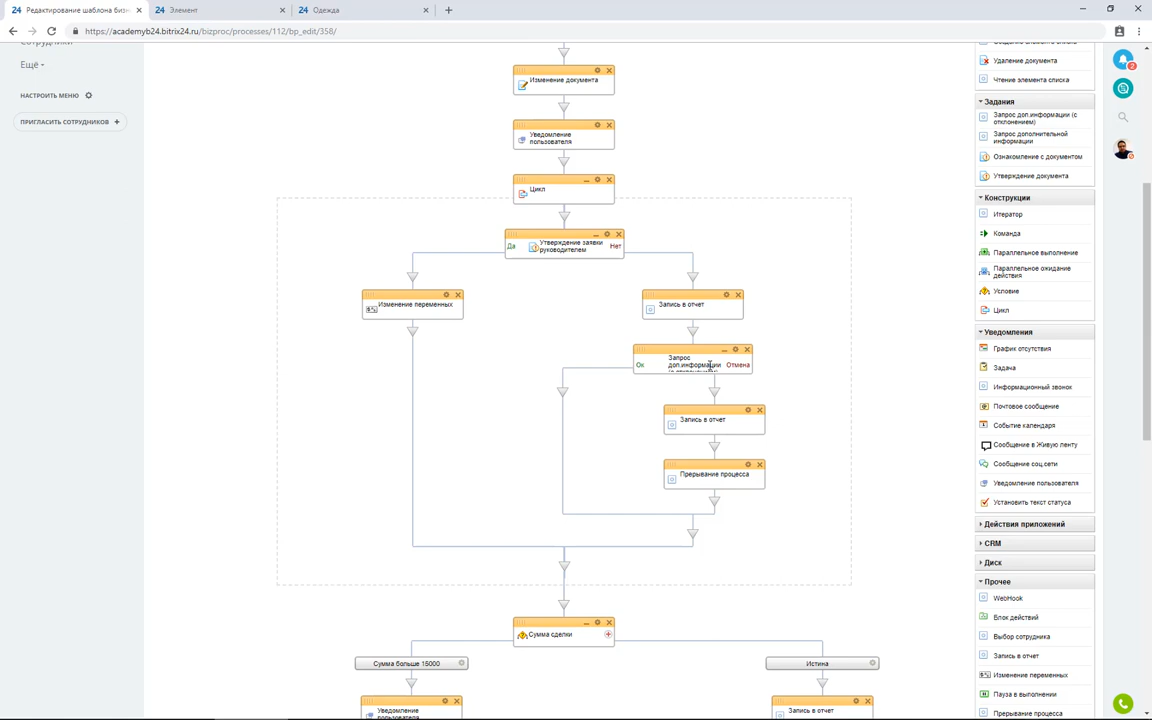 24 Редактирование шаблона бизн
24 Элемент
24 Одежда
https://academyb24.bitrix24.ru/bizproc/processes/112/bp_edit/358/
Сотрудники
Ещё
НАСТРОИТЬ МЕНЮ
ПРИГЛАСИТЬ СОТРУДНИКОВ +
Изменение документа
Уведомление
пользователя
Цикл
Да
Утверждение заявки
руководителем
Нет
Изменение переменных
Запись в отчет
Ок
Запрос
доп.информации
Отмена
Запись в отчет
Прерывание процесса
Сумма сделки
Сумма больше 15000
Истина
Уведомление
пользователя
Запись в отчет
Удаление документа
Чтение элемента списка
Задания
Запрос доп.информации (с
отклонением)
Запрос дополнительной
информации
Ознакомление с документом
Утверждение документа
Конструкции
Итератор
Команда
Параллельное выполнение
Параллельное ожидание
действия
Условие
Цикл
Уведомления
График отсутствия
Задача
Информационный звонок
Почтовое сообщение
Событие календаря
Сообщение в Живую ленту
Сообщение соц.сети
Уведомление пользователя
Установить текст статуса
Действия приложений
CRM
Диск
Прочее
WebHook
Блок действий
Выбор сотрудника
Запись в отчет
Изменение переменных
Пауза в выполнении
Прерывание процесса